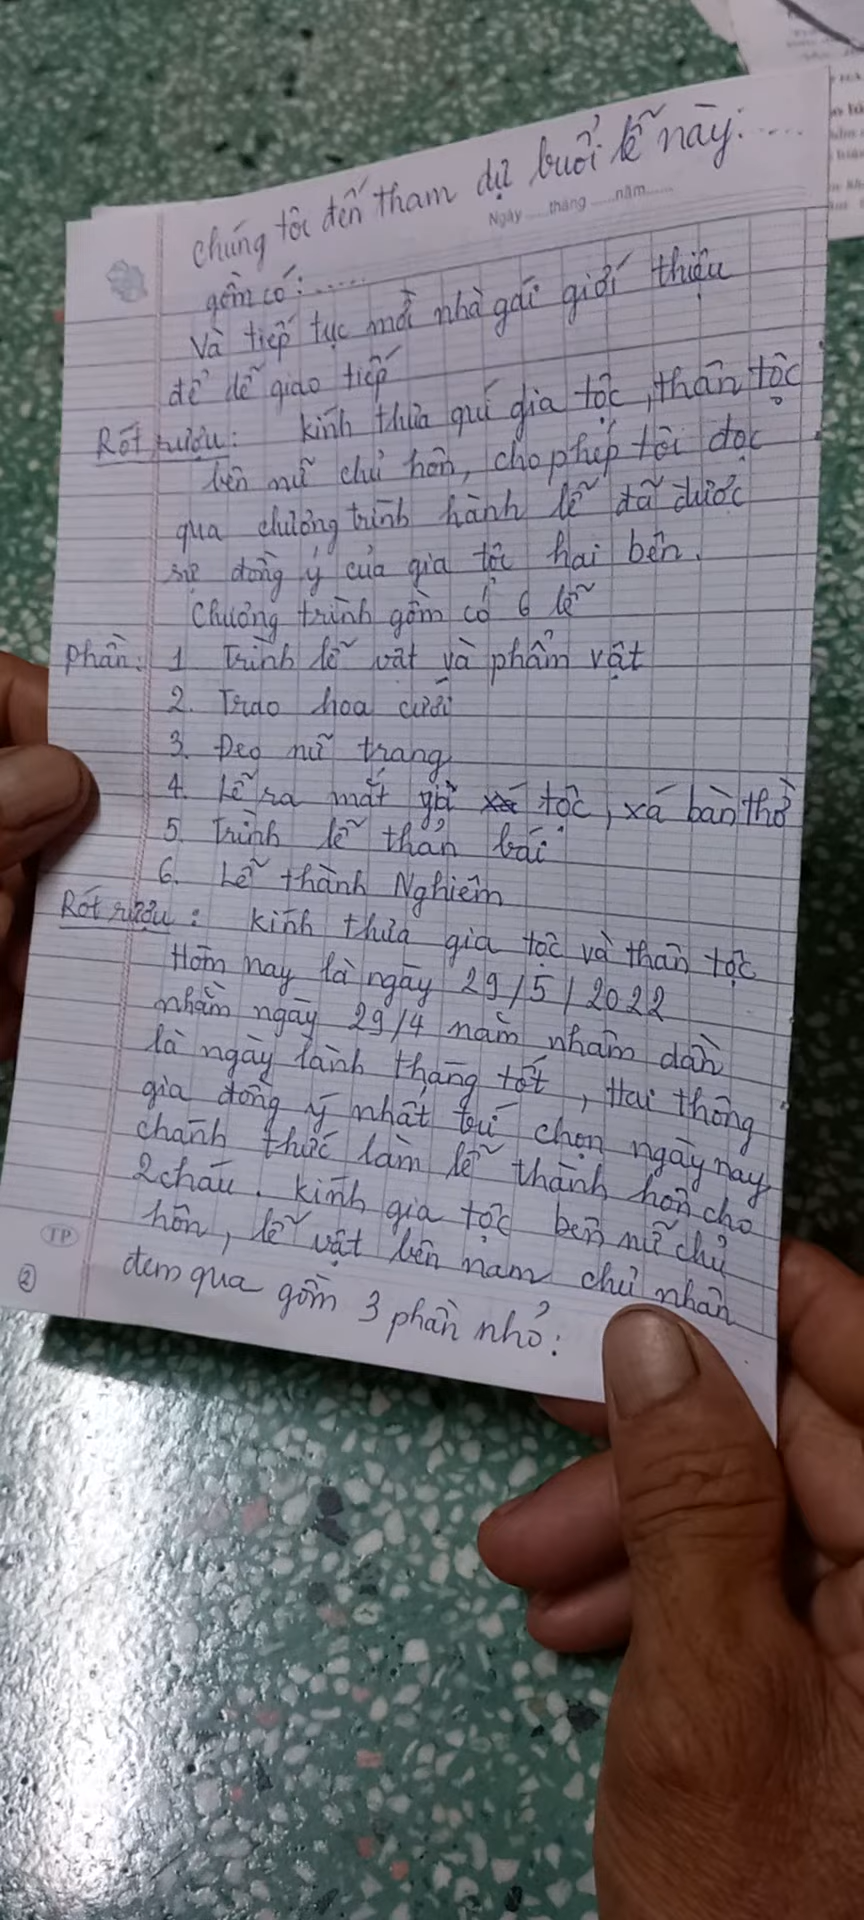 chúng tôi đến tham dự buổi lễ này:....
Ngày.....tháng.....năm......
gồm có:......
Và tiếp tục mời nhà gái giới thiệu
để dễ giao tiếp
Rót rượu: Kính thưa quí gia tộc, thân tộc
bên nữ chủ hôn, cho phép tôi đọc
qua chương trình hành lễ đã được
sự đồng ý của gia tộc hai bên.
Chương trình gồm có 6 lễ
phần: 1 Trình lễ vật và phẩm vật
2. Trao hoa cưới
3. Đeo nữ trang
4. Lễ ra mắt gia tộc, xá bàn thờ
5. Trình lễ thân bái
6. Lễ thành Nghiêm
Rót rượu: Kính thưa gia tộc và thân tộc
Hôm nay là ngày 29/5/2022
nhằm ngày 29/4 năm nhâm dần
là ngày lành tháng tốt, Hai thông
gia đồng ý nhất trí chọn ngày nay
chánh thức làm lễ thành hôn cho
2 cháu. Kính gia tộc bên nữ chủ
hôn, lễ vật bên nam chủ nhân
đem qua gồm 3 phần nhỏ:
TP
2